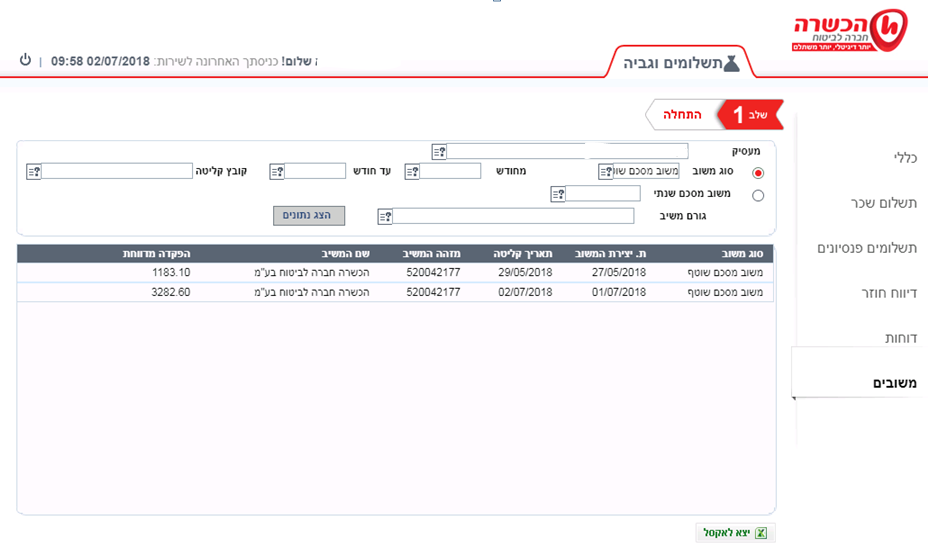 הכשרה
חברה לביטוח
יותר דיגיטלי, יותר משתלם
תשלומים וגביה
ה שלום! כניסתך האחרונה לשירות: 02/07/2018 09:58 |
שלב 1 התחלה
מעסיק
סוג משוב משוב מסכם שוט מחודש עד חודש קובץ קליטה
משוב מסכם שנתי
גורם משיב הצג נתונים
סוג משוב ת. יצירת המשוב תאריך קליטה מזהה המשיב שם המשיב הפקדה מדווחת
משוב מסכם שוטף 27/05/2018 29/05/2018 520042177 הכשרה חברה לביטוח בע"מ 1183.10
משוב מסכם שוטף 01/07/2018 02/07/2018 520042177 הכשרה חברה לביטוח בע"מ 3282.60
יצא לאקסל
כללי
תשלום שכר
תשלומים פנסיונים
דיווח חוזר
דוחות
משובים